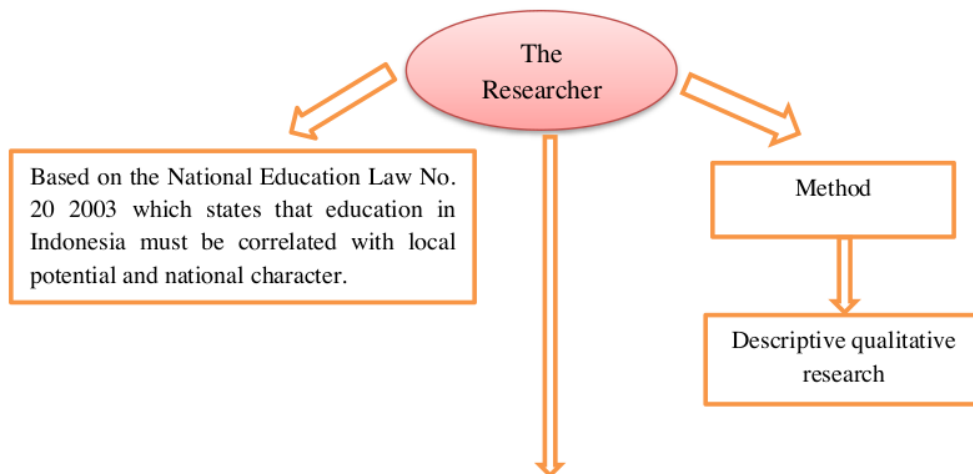 The
Researcher
Based on the National Education Law No.
20 2003 which states that education in
Indonesia must be correlated with local
potential and national character.
Method
Descriptive qualitative
research